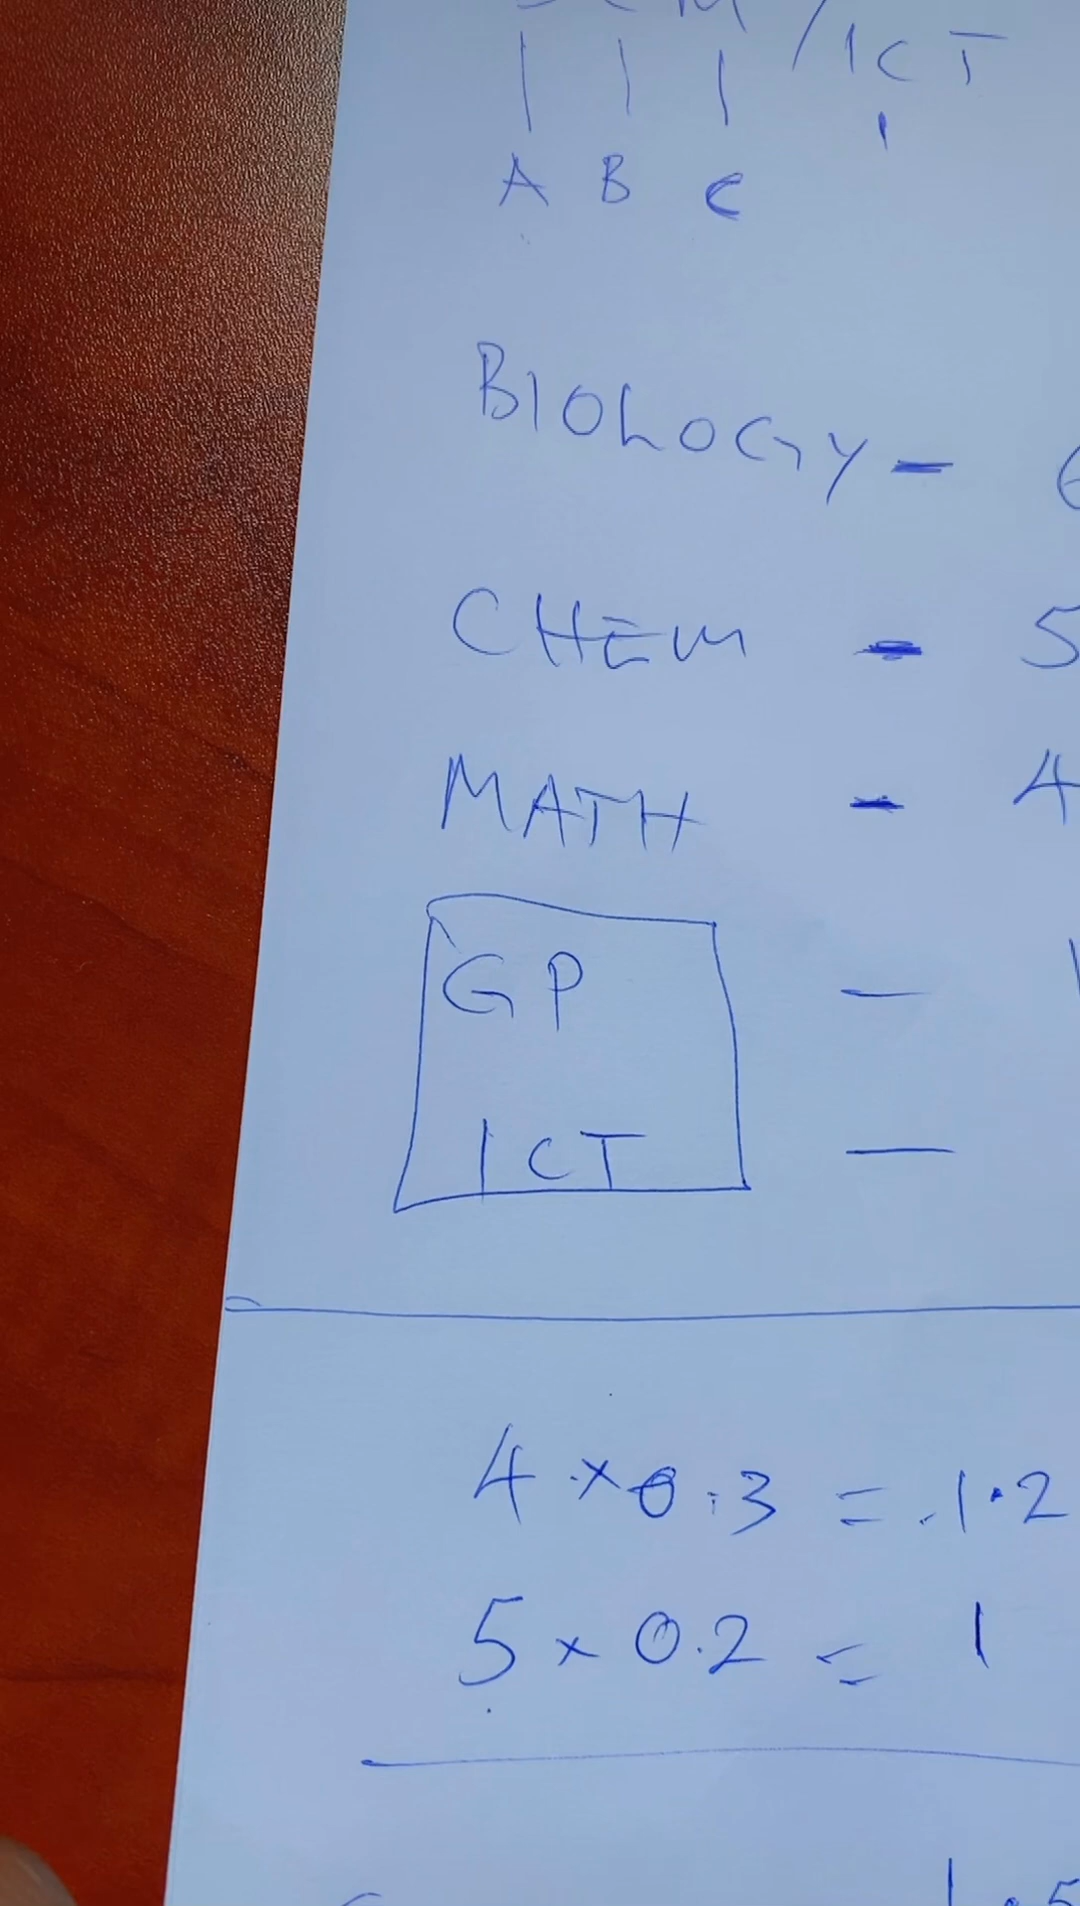 /ICT
A B C
BIOLOGY -
CHEM - 5
MATH - 4
GP -
ICT -
4 × 0.3 = 1.2
5 × 0.2 = 1